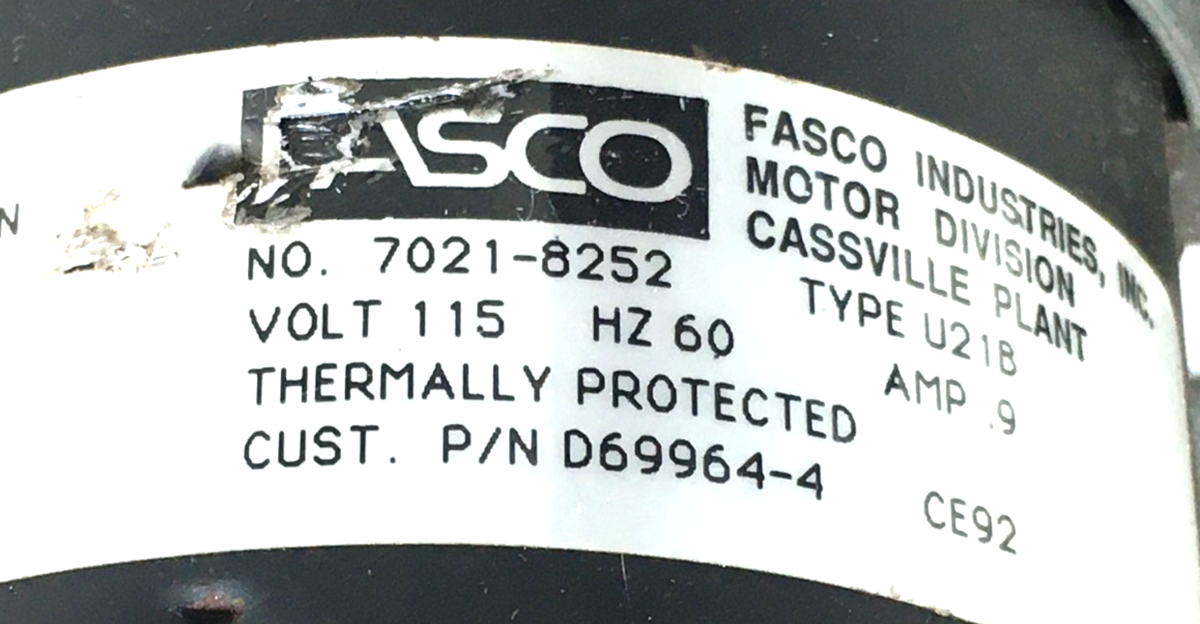 N
FASCO
FASCO INDUSTRIES, INC.
MOTOR DIVISION
CASSVILLE PLANT
NO. 7021-8252
TYPE U21B
VOLT 115 HZ 60
AMP .9
THERMALLY PROTECTED
CUST. P/N D69964-4
CE92